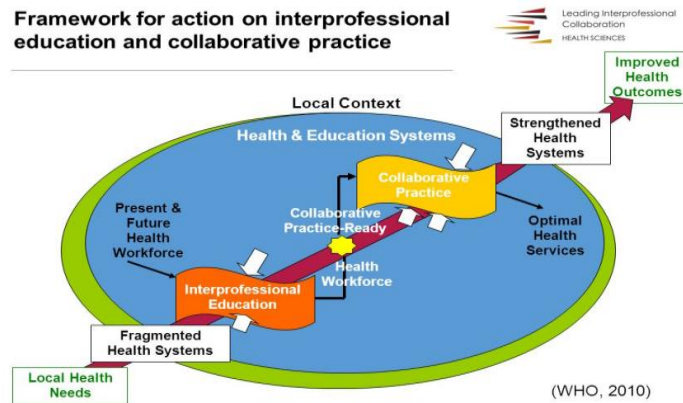 Framework for action on interprofessional
education and collaborative practice
Leading Interprofessional
Collaboration
HEALTH SCIENCES
Improved
Health
Outcomes
Local Context
Health & Education Systems
Strengthened
Health
Systems
Collaborative
Practice
Present &
Future
Health
Workforce
Collaborative
Practice-Ready
Optimal
Health
Services
Health
Workforce
Interprofessional
Education
Fragmented
Health Systems
Local Health
Needs
(WHO, 2010)